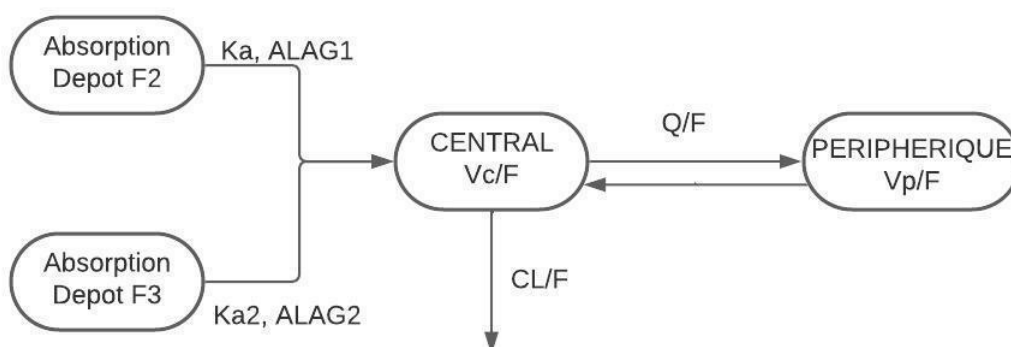 Absorption
Depot F2
Ka, ALAG1
CENTRAL
Vc/F
Q/F
PERIPHERIQUE
Vp/F
Absorption
Depot F3
Ka2, ALAG2
CL/F